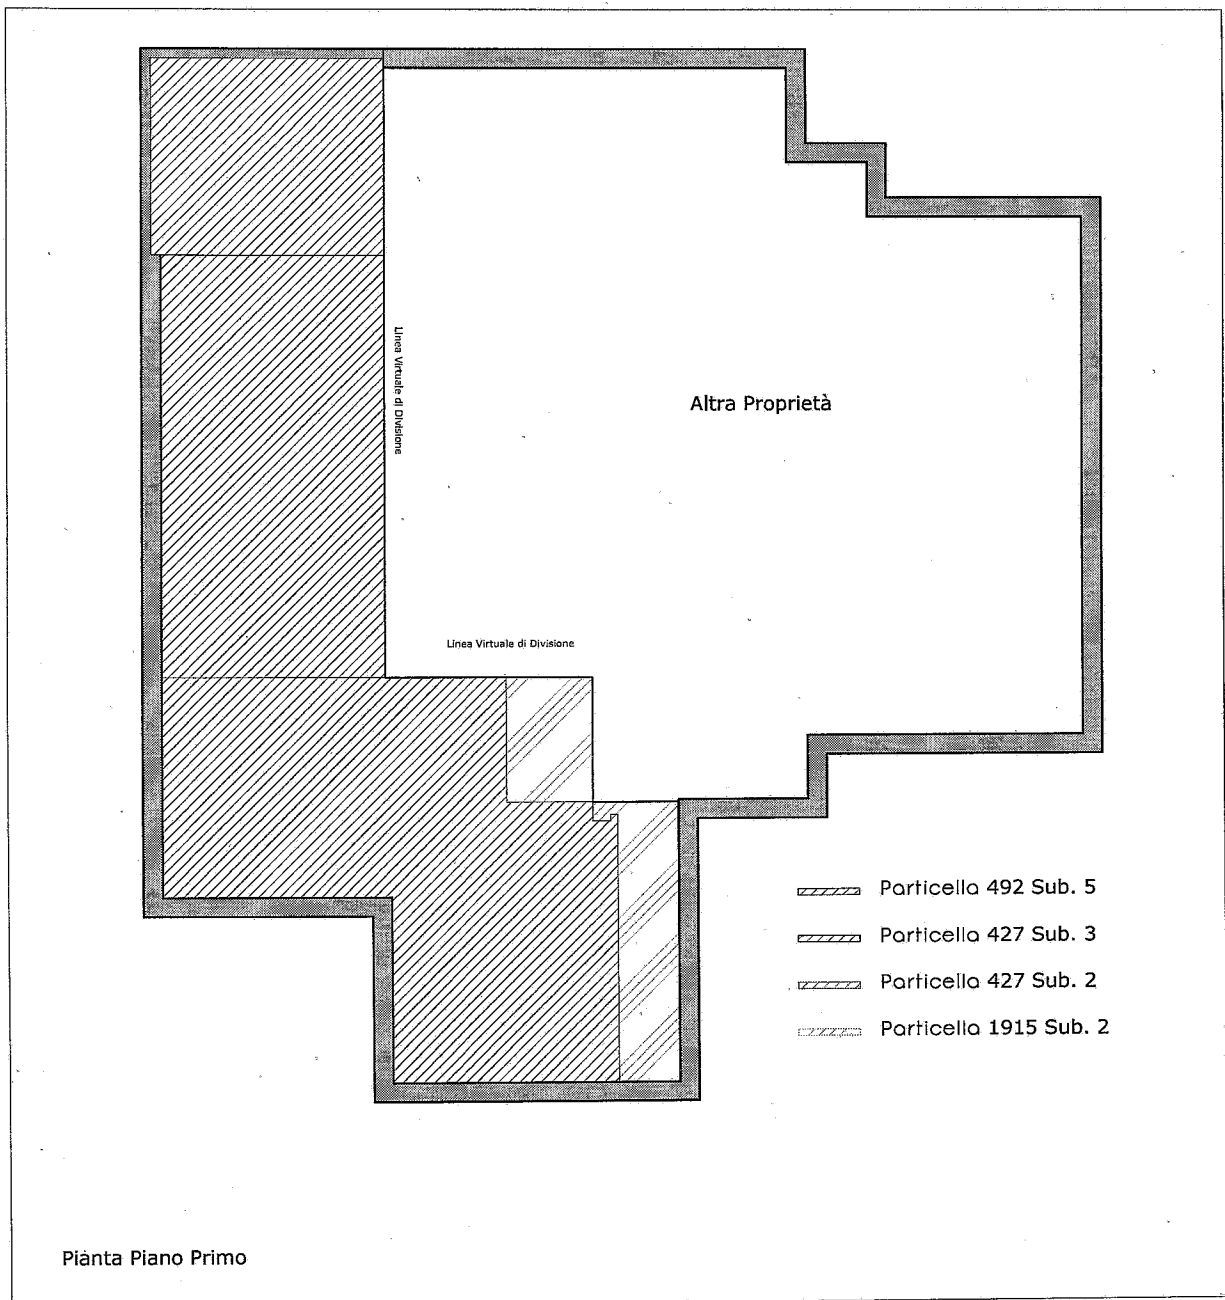 Linea Virtuale di Divisione
Altra Proprietà
Linea Virtuale di Divisione
Particella 492 Sub. 5
Particella 427 Sub. 3
Particella 427 Sub. 2
Particella 1915 Sub. 2
Pianta Piano Primo